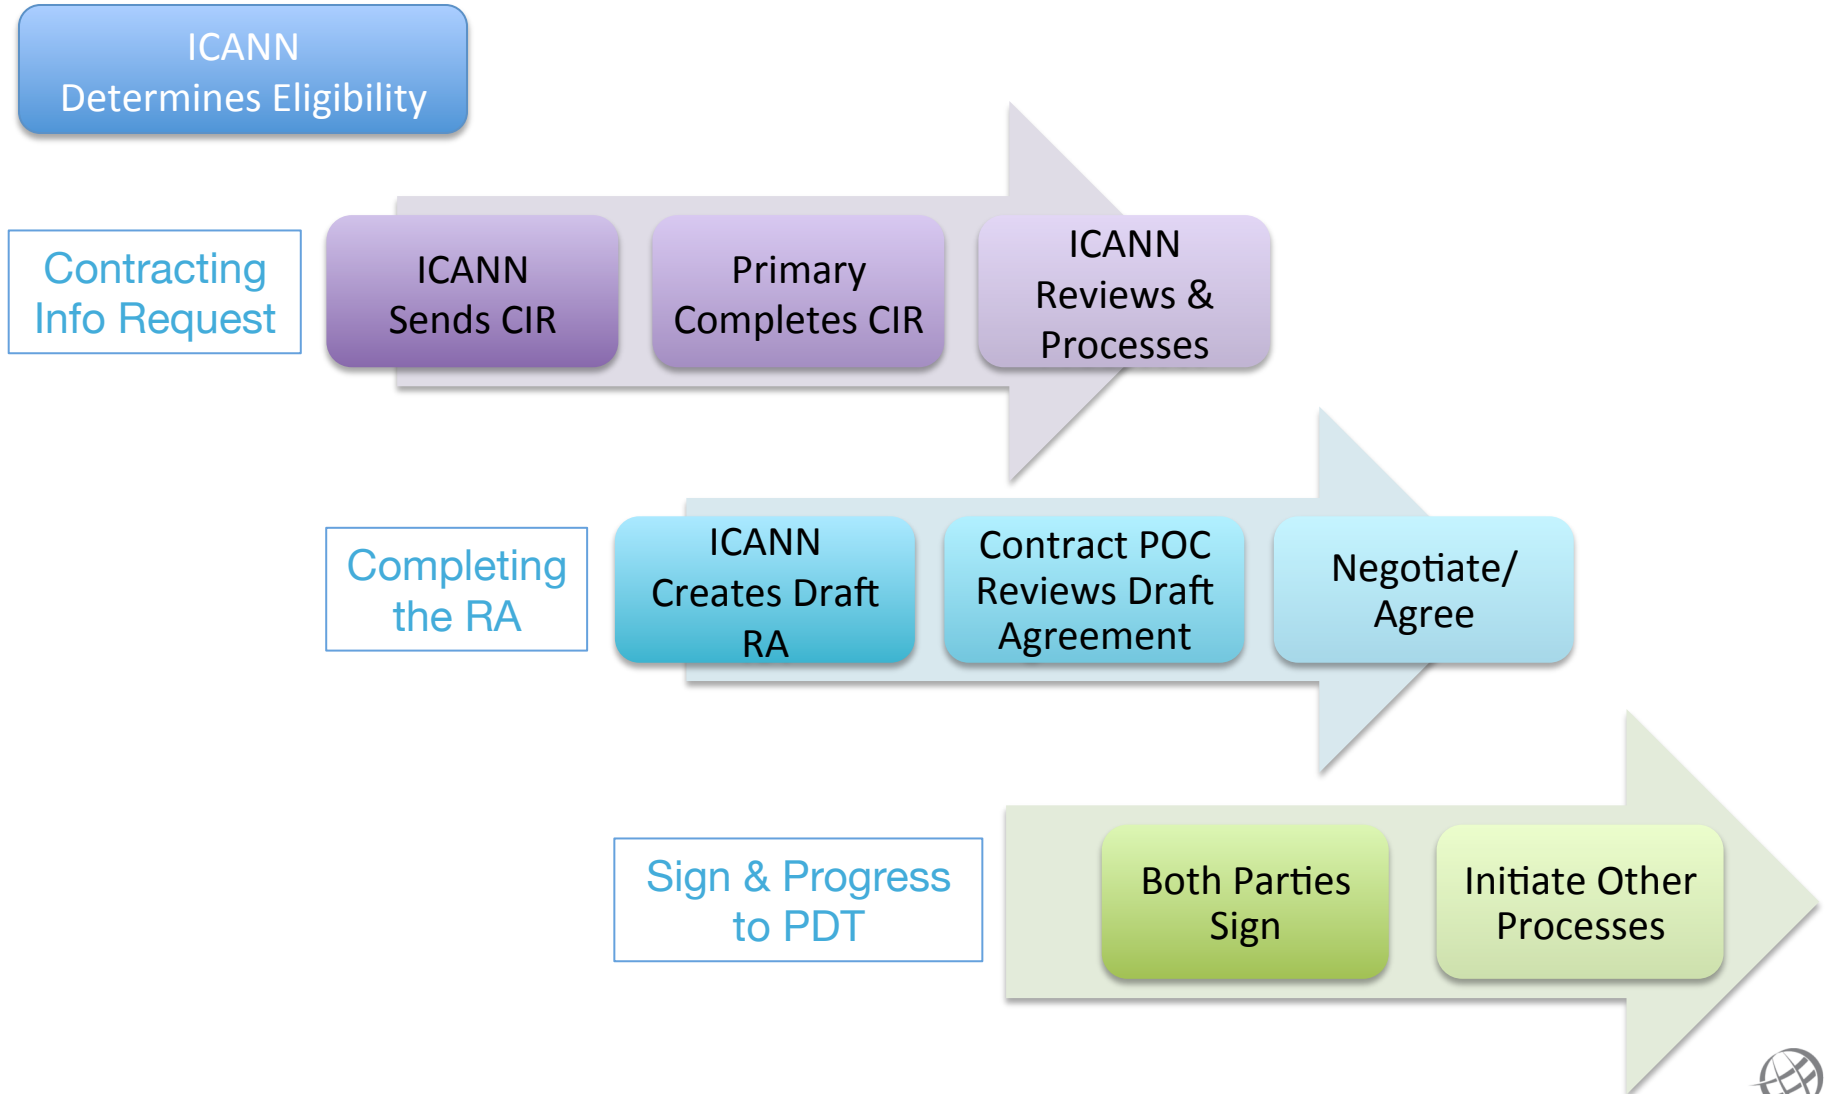 ICANN
Determines Eligibility
Contracting
Info Request
ICANN
Sends CIR
Primary
Completes CIR
ICANN
Reviews &
Processes
Completing
the RA
ICANN
Creates Draft
RA
Contract POC
Reviews Draft
Agreement
Negotiate/
Agree
Sign & Progress
to PDT
Both Parties
Sign
Initiate Other
Processes